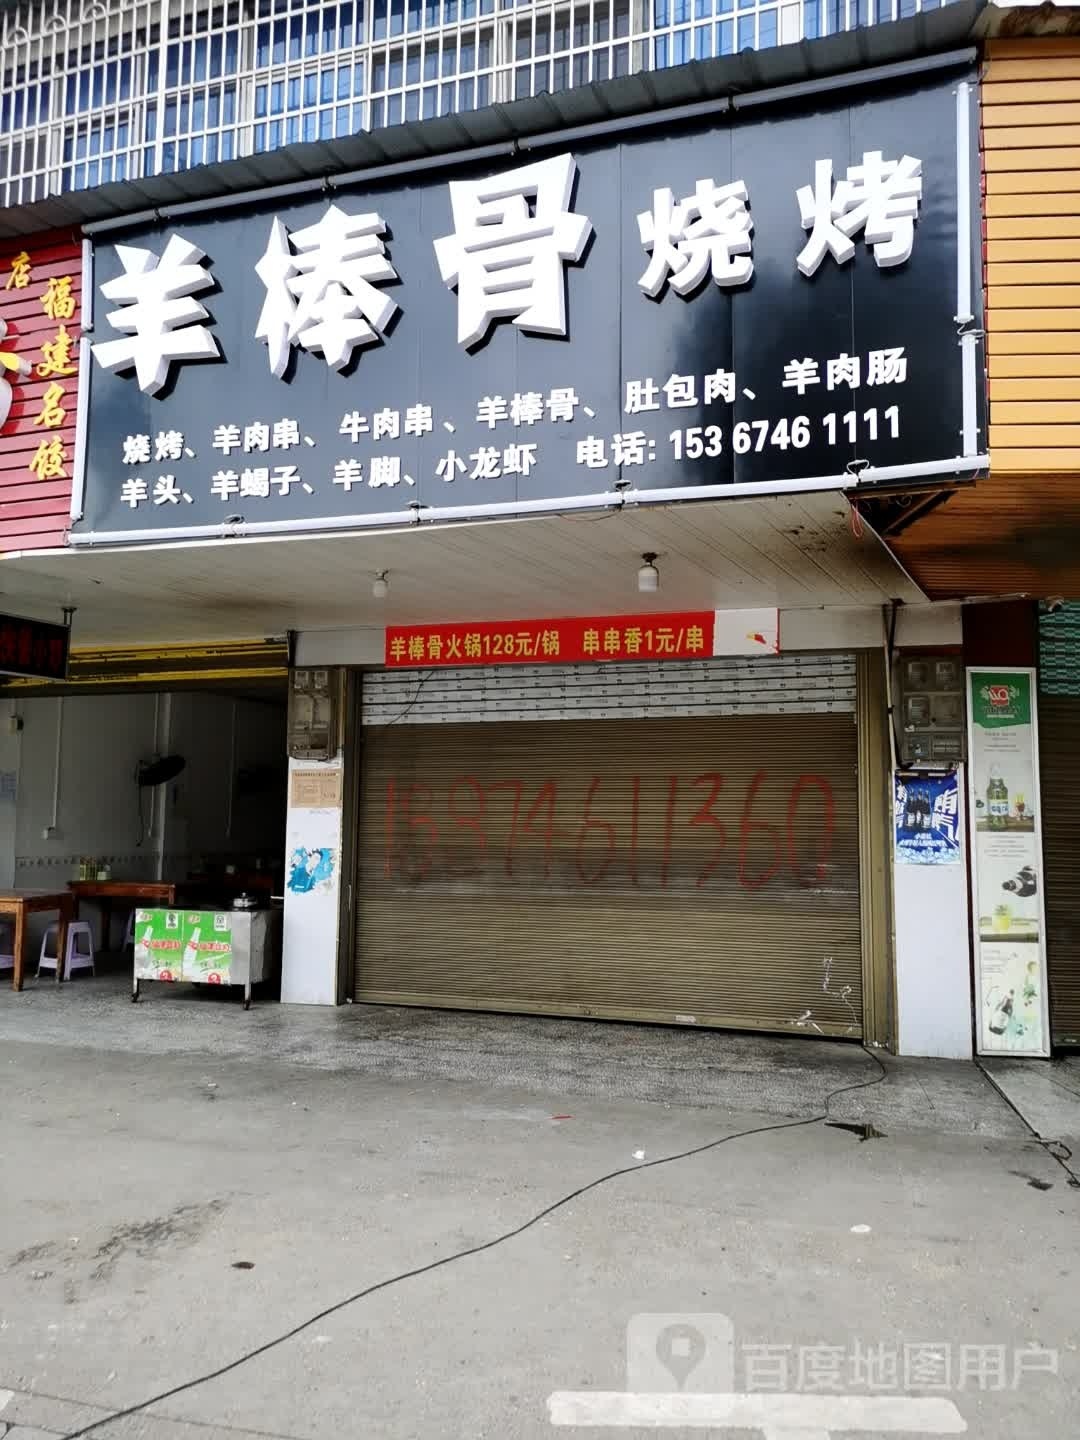 羊棒骨烧烤
烧烤、羊肉串、牛肉串、羊棒骨、肚包肉、羊肉肠
羊头、羊蝎子、羊脚、小龙虾 电话: 153 6746 1111
店
福建名饺
羊棒骨火锅128元/锅 串串香1元/串
18874611360
百度地图用户